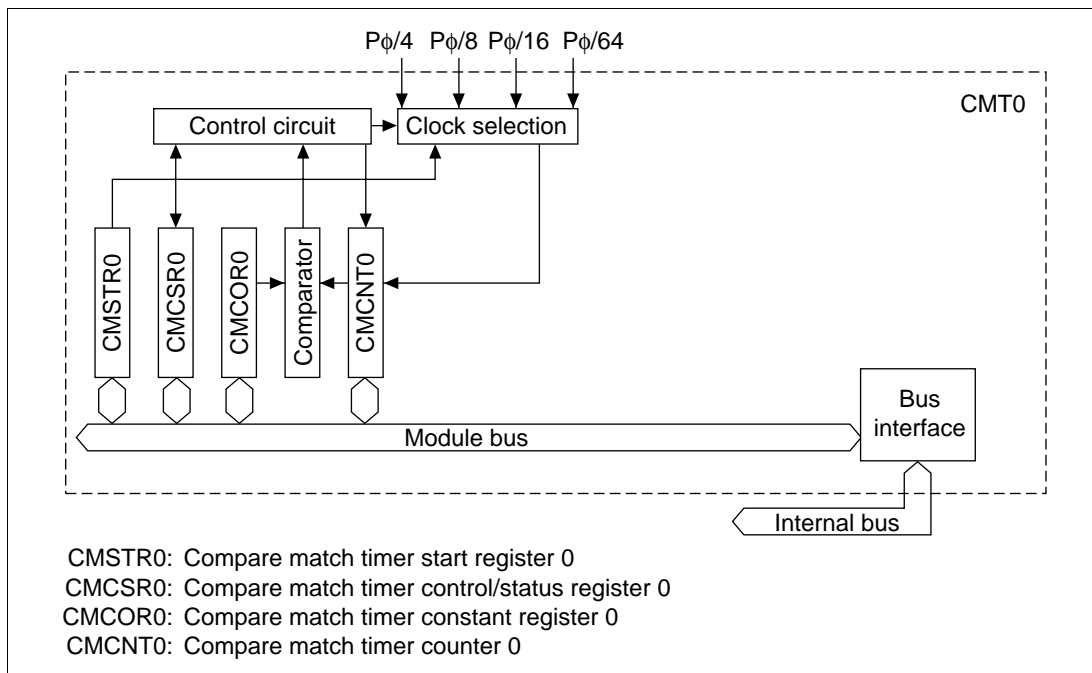 Pϕ/4 Pϕ/8 Pϕ/16 Pϕ/64
CMT0
Control circuit
Clock selection
CMSTR0
CMCSR0
CMCOR0
Comparator
CMCNT0
Bus
interface
Module bus
Internal bus
CMSTR0: Compare match timer start register 0
CMCSR0: Compare match timer control/status register 0
CMCOR0: Compare match timer constant register 0
CMCNT0: Compare match timer counter 0